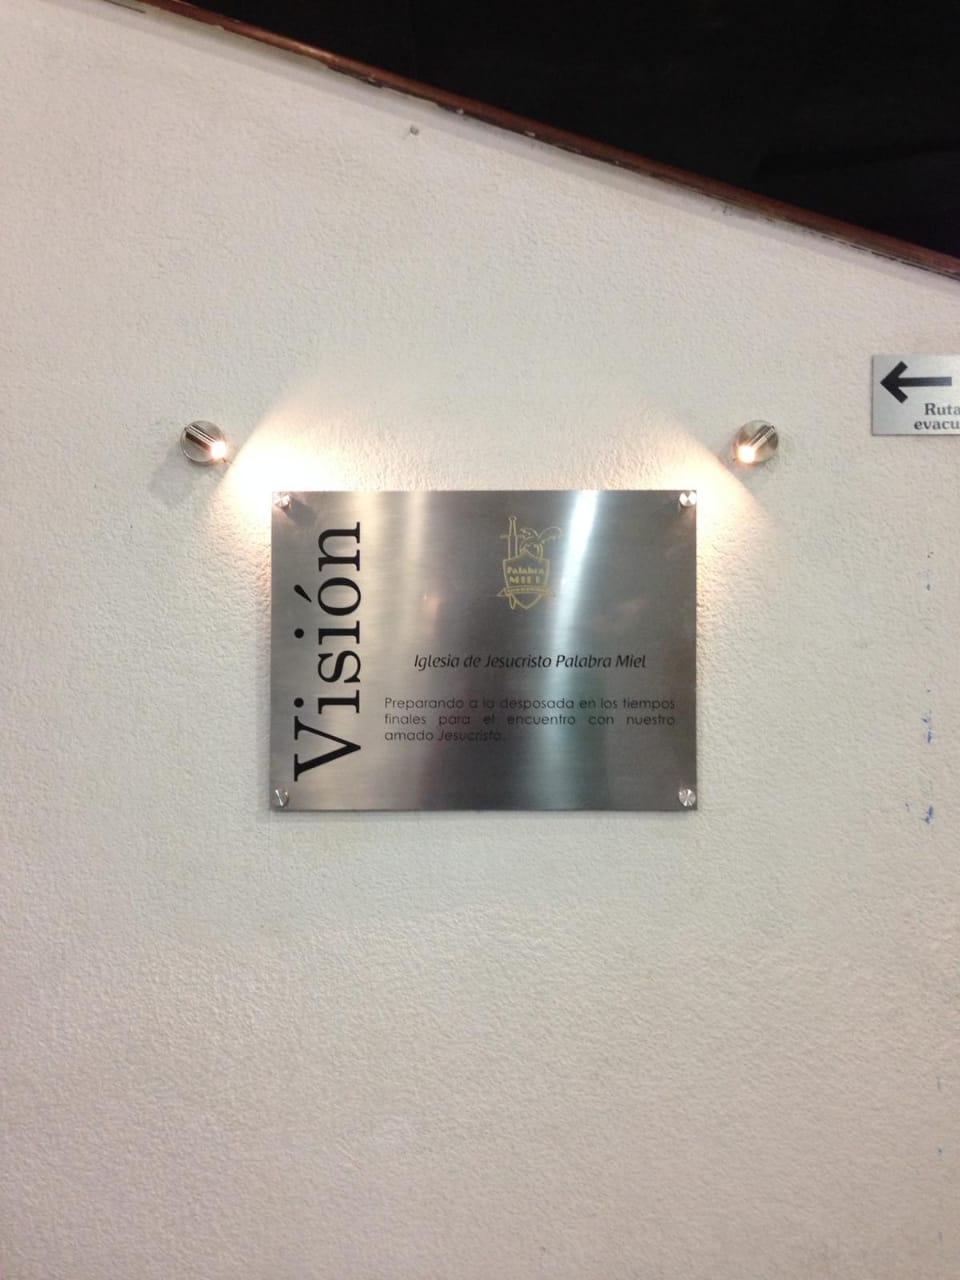 Visión
Palabra
MIEL
Iglesia de Jesucristo Palabra Miel
Preparando a la desposada en los tiempos
finales para el encuentro con nuestro
amado Jesucristo.
Ruta
evacu